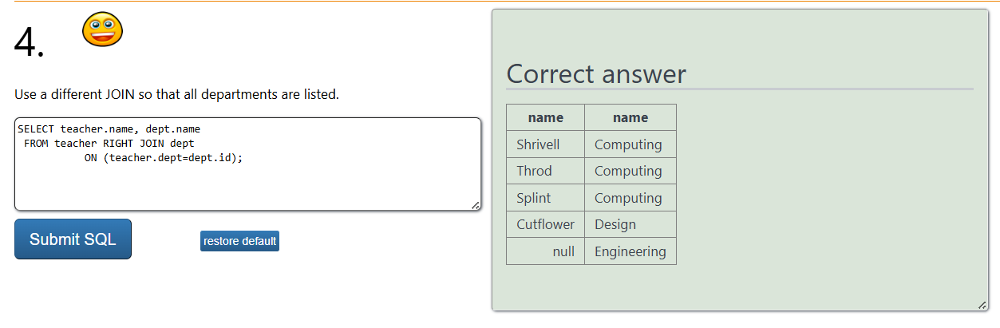 4.
Use a different JOIN so that all departments are listed.
SELECT teacher.name, dept.name
FROM teacher RIGHT JOIN dept
ON (teacher.dept=dept.id);
Submit SQL
restore default
Correct answer
name name
Shrivell Computing
Throd Computing
Splint Computing
Cutflower Design
null Engineering